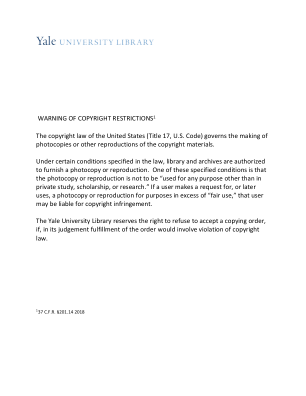 Yale UNIVERSITY LIBRARY
WARNING OF COPYRIGHT RESTRICTIONS¹
The copyright law of the United States (Title 17, U.S. Code) governs the making of
photocopies or other reproductions of the copyright materials.
Under certain conditions specified in the law, library and archives are authorized
to furnish a photocopy or reproduction. One of these specified conditions is that
the photocopy or reproduction is not to be "used for any purpose other than in
private study, scholarship, or research." If a user makes a request for, or later
uses, a photocopy or reproduction for purposes in excess of "fair use," that user
may be liable for copyright infringement.
The Yale University Library reserves the right to refuse to accept a copying order,
if, in its judgement fulfillment of the order would involve violation of copyright
law.
¹37 C.F.R. §201.14 2018